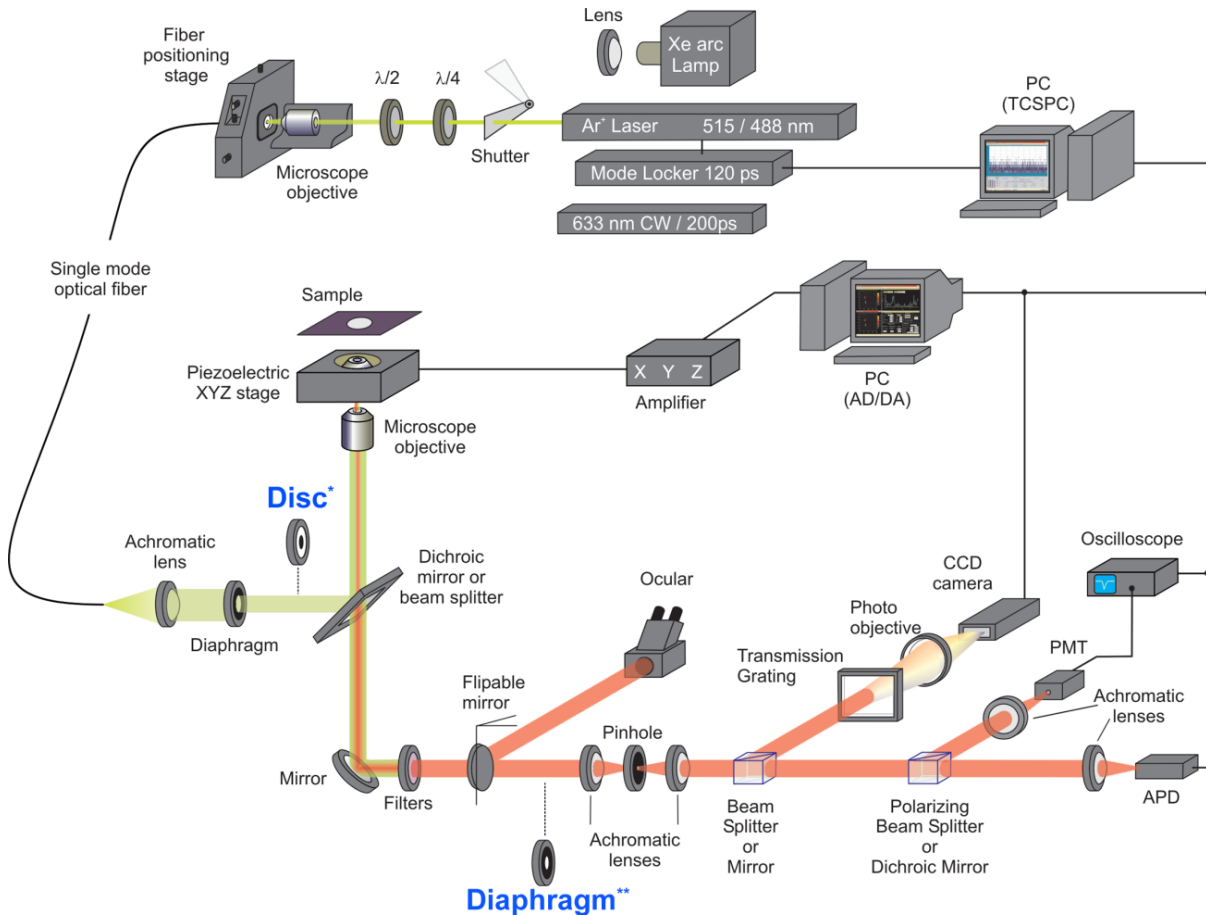 Fiber
positioning
stage
λ/2
λ/4
Lens
Xe arc
Lamp
Shutter
Microscope
objective
Ar⁺ Laser 515 / 488 nm
Mode Locker 120 ps
633 nm CW / 200ps
PC
(TCSPC)
Single mode
optical fiber
Sample
Piezoelectric
XYZ stage
X Y Z
Amplifier
PC
(AD/DA)
Microscope
objective
Disc*
Achromatic
lens
Diaphragm
Dichroic
mirror or
beam splitter
Ocular
CCD
camera
Oscilloscope
Photo
objective
Transmission
Grating
PMT
Achromatic
lenses
Flipable
mirror
Pinhole
Mirror
Filters
Achromatic
lenses
Beam
Splitter
or
Mirror
Polarizing
Beam Splitter
or
Dichroic Mirror
APD
Diaphragm**